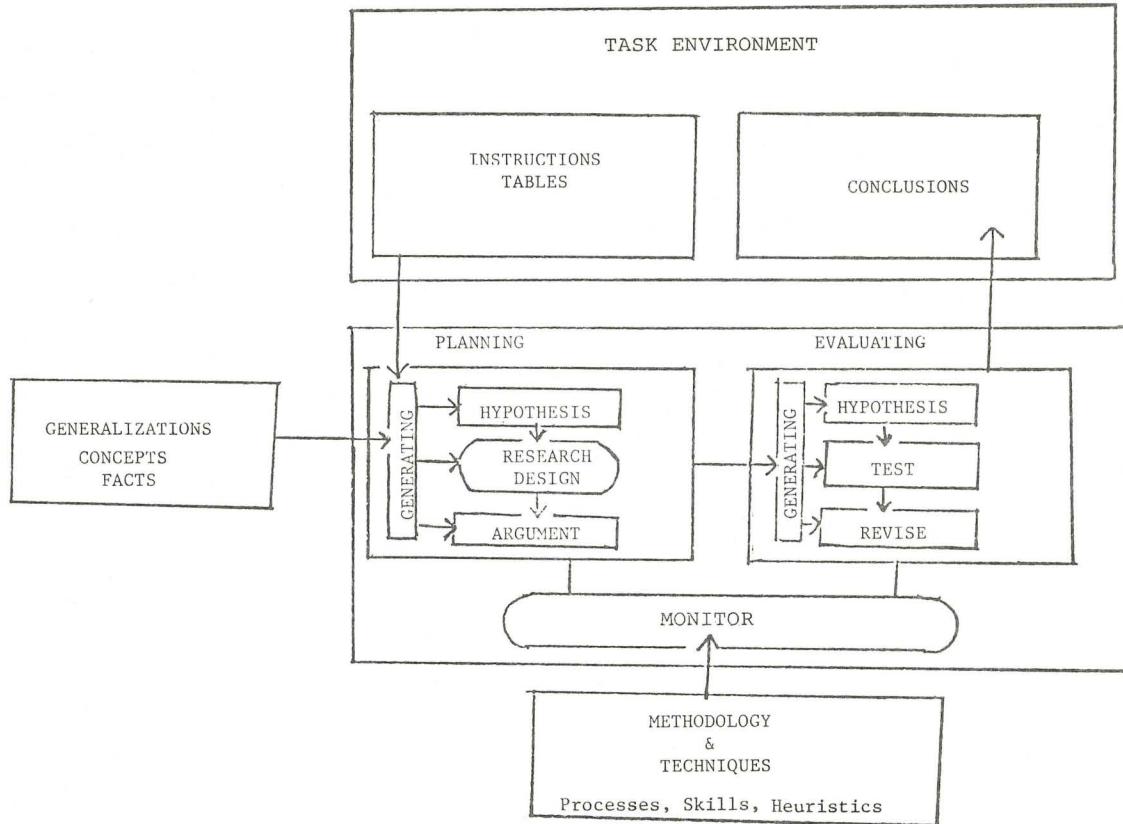 TASK ENVIRONMENT
INSTRUCTIONS
TABLES
CONCLUSIONS
PLANNING
EVALUATING
GENERALIZATIONS
CONCEPTS
FACTS
GENERATING
HYPOTHESIS
RESEARCH
DESIGN
ARGUMENT
GENERATING
HYPOTHESIS
TEST
REVISE
MONITOR
METHODOLOGY
&
TECHNIQUES
Processes, Skills, Heuristics